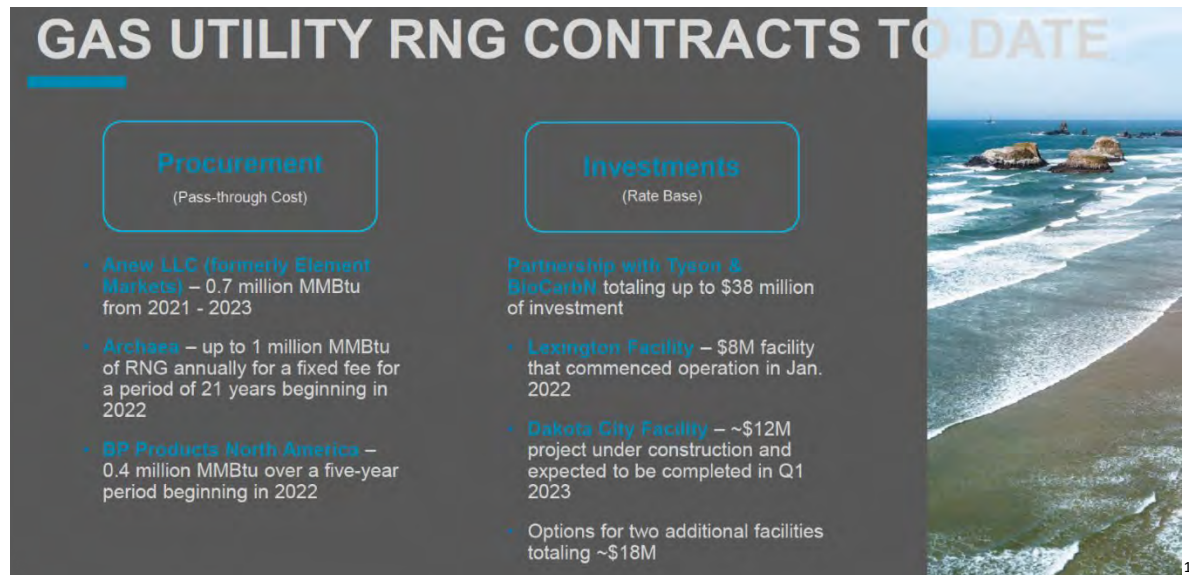 GAS UTILITY RNG CONTRACTS TO DATE
Procurement
(Pass-through Cost)
• Anew LLC (formerly Element
Markets) – 0.7 million MMBtu
from 2021 - 2023
• Archaea – up to 1 million MMBtu
of RNG annually for a fixed fee for
a period of 21 years beginning in
2022
• BP Products North America –
0.4 million MMBtu over a five-year
period beginning in 2022
Investments
(Rate Base)
Partnership with Tyson &
BioCarbN totaling up to $38 million
of investment
• Lexington Facility – $8M facility
that commenced operation in Jan.
2022
• Dakota City Facility – ~$12M
project under construction and
expected to be completed in Q1
2023
• Options for two additional facilities
totaling ~$18M
1